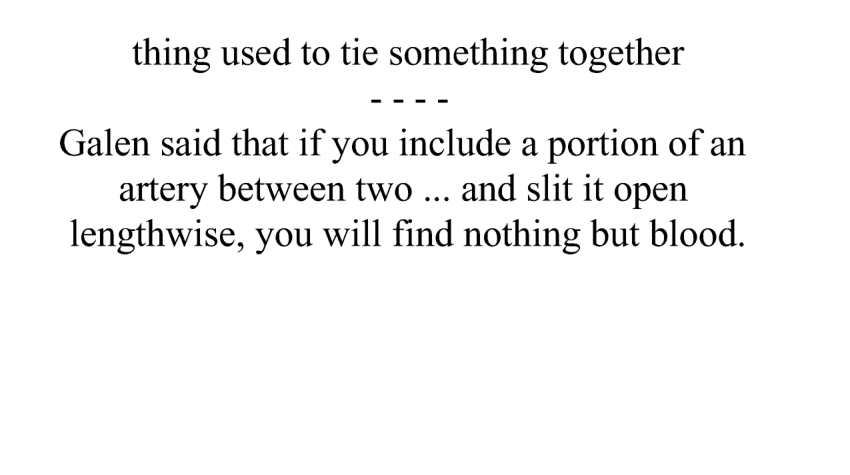 thing used to tie something together
- - - -
Galen said that if you include a portion of an
artery between two ... and slit it open
lengthwise, you will find nothing but blood.